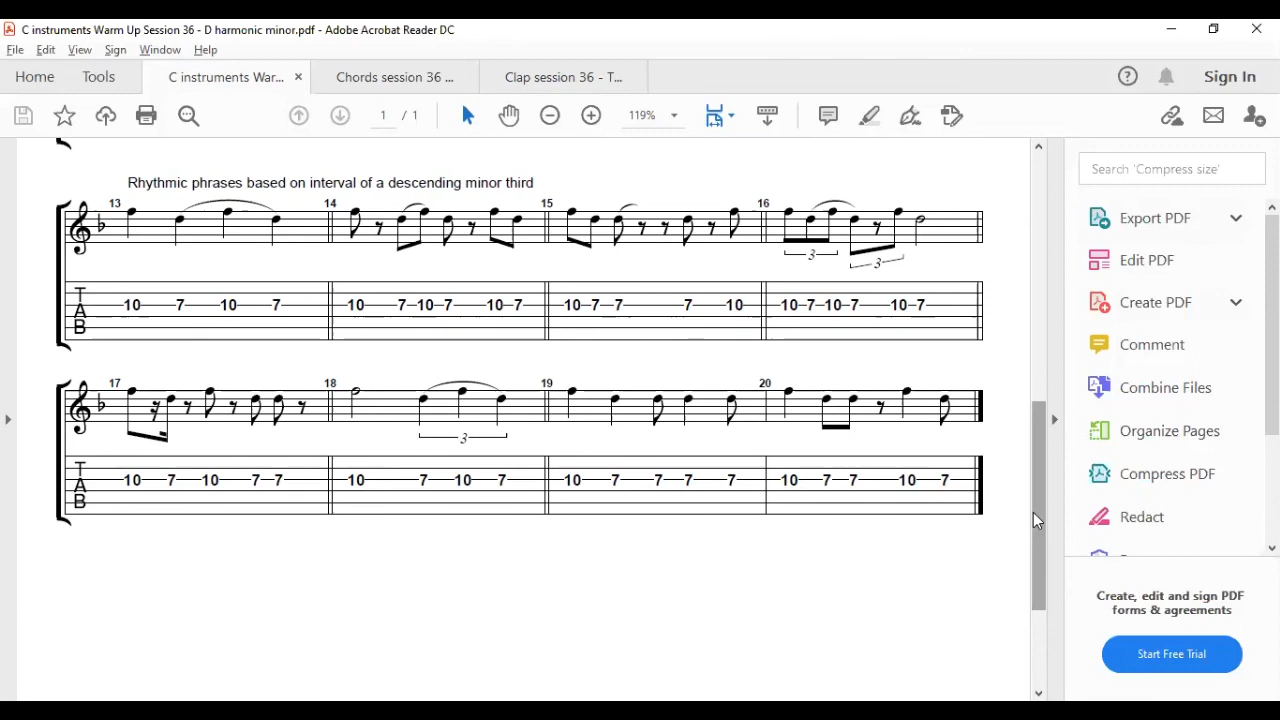 C instruments Warm Up Session 36 - D harmonic minor.pdf - Adobe Acrobat Reader DC
File Edit View Sign Window Help
Home Tools C instruments War... × Chords session 36 ... Clap session 36 - T... Sign In
1 / 1 119%
Search 'Compress size'
Rhythmic phrases based on interval of a descending minor third
13 14 15 16
3 3
T A B
10 7 10 7 10 7 10 7 10 7 10 7 7 7 10 10 7 10 7 10 7
17 18 19 20
3
T A B
10 7 10 7 7 10 7 10 7 10 7 7 7 7 10 7 7 10 7
Export PDF
Edit PDF
Create PDF
Comment
Combine Files
Organize Pages
Compress PDF
Redact
Create, edit and sign PDF
forms & agreements
Start Free Trial